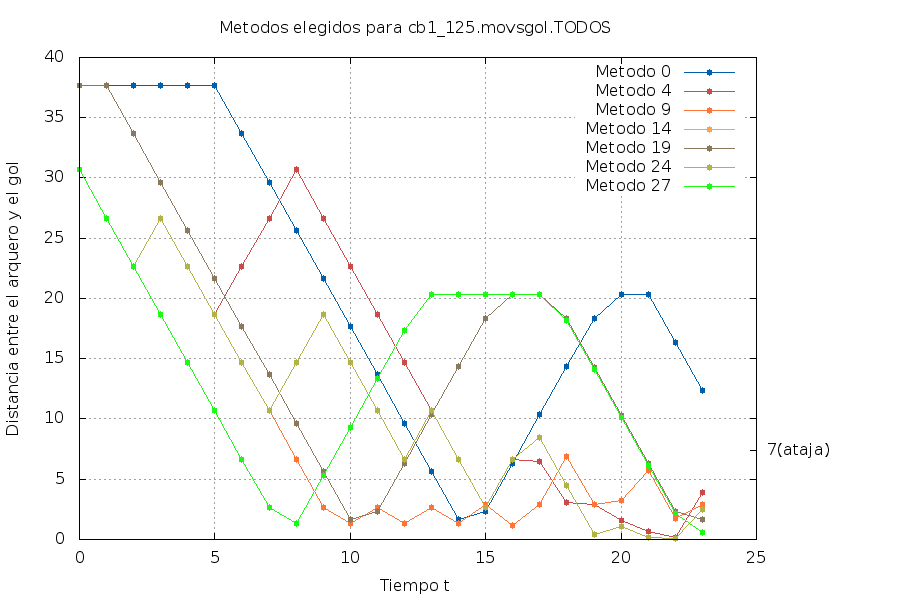 Metodos elegidos para cb1_125.movsgol.TODOS
Distancia entre el arquero y el gol
40
35
30
25
20
15
10
5
0
Metodo 0
Metodo 4
Metodo 9
Metodo 14
Metodo 19
Metodo 24
Metodo 27
7(ataja)
0 5 10 15 20 25
Tiempo t